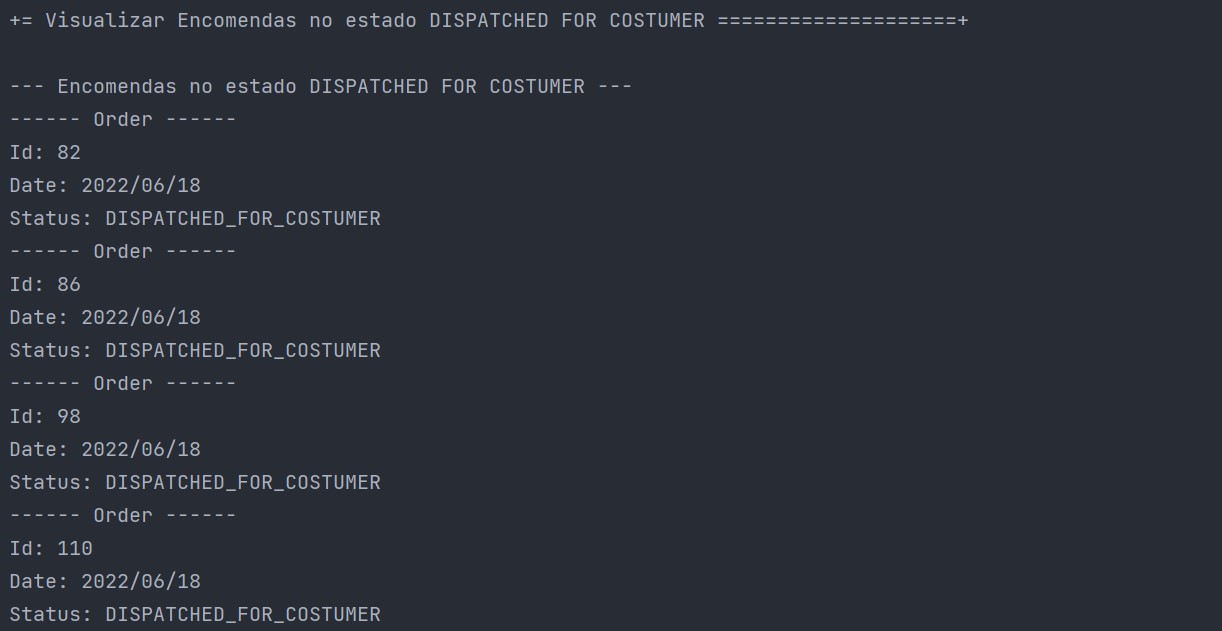 += Visualizar Encomendas no estado DISPATCHED FOR COSTUMER ====================+
--- Encomendas no estado DISPATCHED FOR COSTUMER ---
------ Order ------
Id: 82
Date: 2022/06/18
Status: DISPATCHED_FOR_COSTUMER
------ Order ------
Id: 86
Date: 2022/06/18
Status: DISPATCHED_FOR_COSTUMER
------ Order ------
Id: 98
Date: 2022/06/18
Status: DISPATCHED_FOR_COSTUMER
------ Order ------
Id: 110
Date: 2022/06/18
Status: DISPATCHED_FOR_COSTUMER